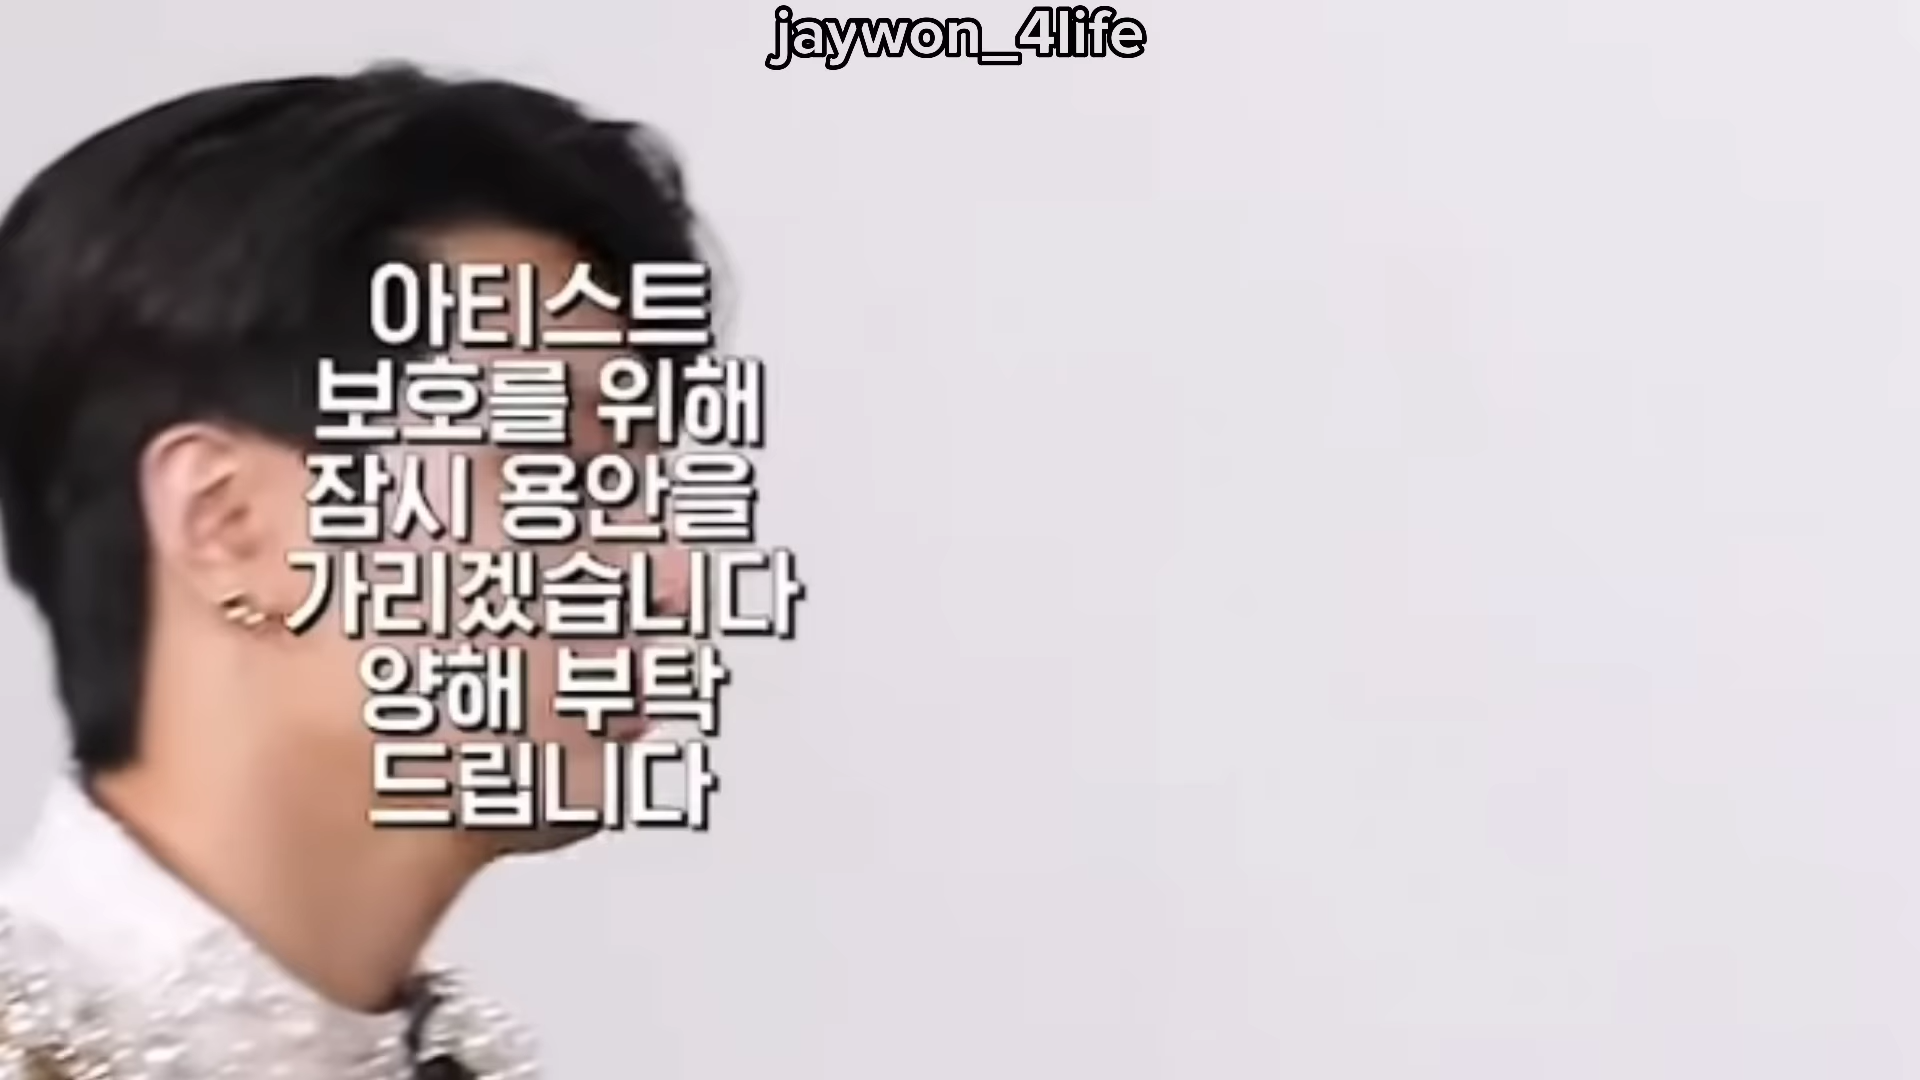 jaywon_4life
아티스트
보호를 위해
잠시 용안을
가리겠습니다
양해 부탁
드립니다